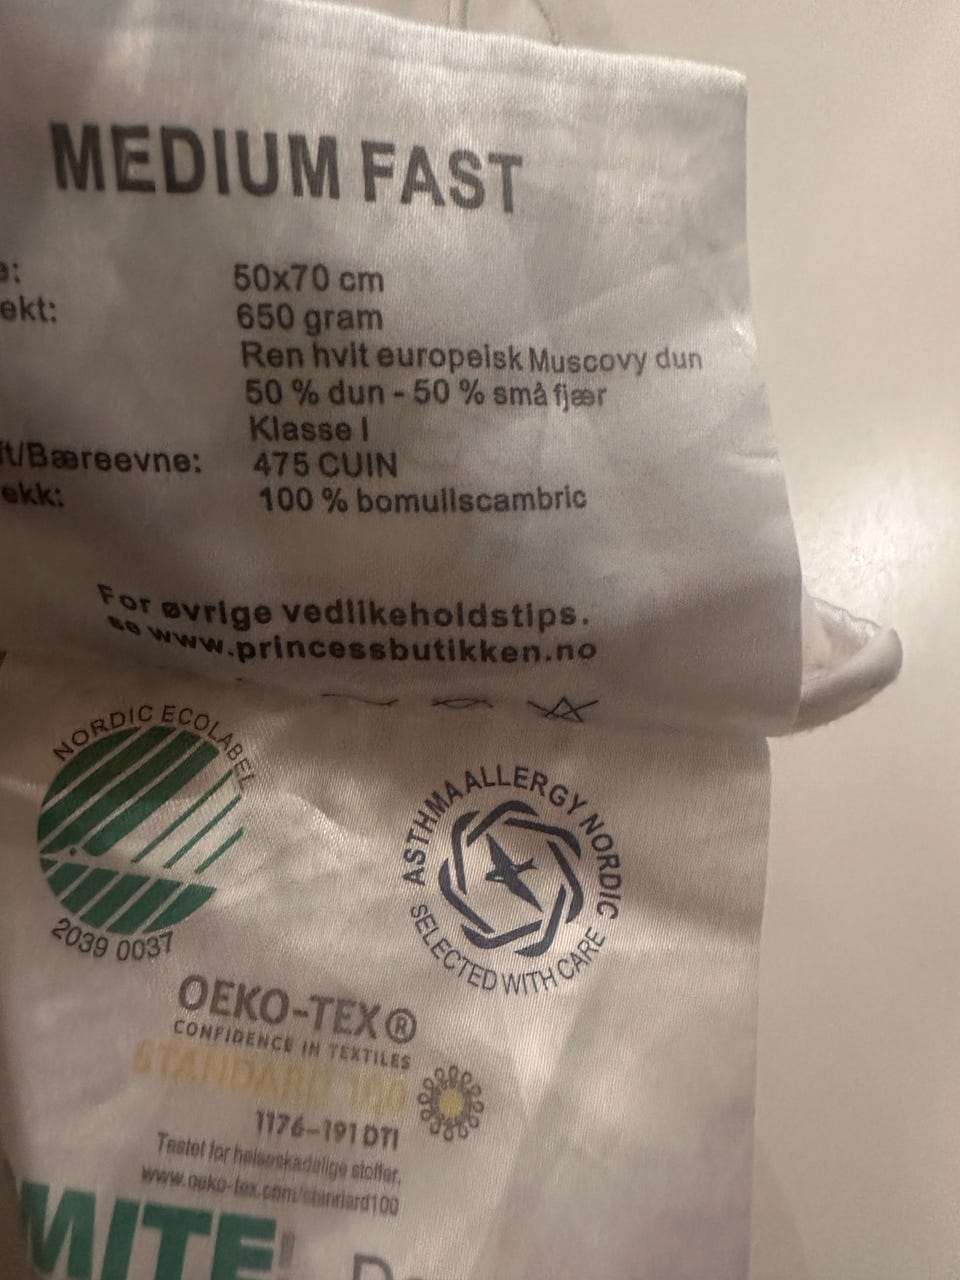 MEDIUM FAST
e: 50x70 cm
ekt: 650 gram
Ren hvit europeisk Muscovy dun
50 % dun - 50 % små fjær
Klasse I
ft/Bæreevne: 475 CUIN
ekk: 100 % bomullscambric
For øvrige vedlikeholdstips.
se www.princessbutikken.no
NORDIC ECOLABEL
2039 0037
ASTHMA ALLERGY NORDIC
SELECTED WITH CARE
OEKO-TEX®
CONFIDENCE IN TEXTILES
STANDARD 100
1176-191 DTI
Testet for helseskadelige stoffer.
www.oeko-tex.com/standard100
MITE